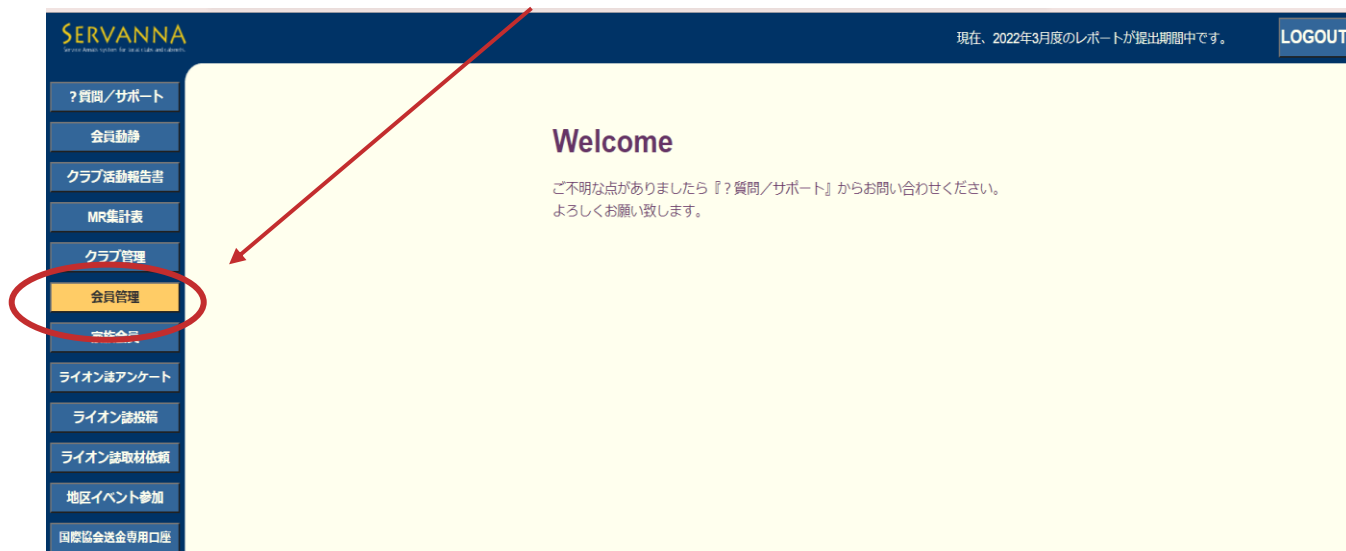 SERVANNA
現在、2022年3月度のレポートが提出期間中です。
LOGOUT
?質問／サポート
会員動静
クラブ活動報告書
MR集計表
クラブ管理
会員管理
家族会員
ライオン誌アンケート
ライオン誌投稿
ライオン誌取材依頼
地区イベント参加
国際協会送金専用口座
Welcome
ご不明な点がありましたら『?質問／サポート』からお問い合わせください。
よろしくお願い致します。